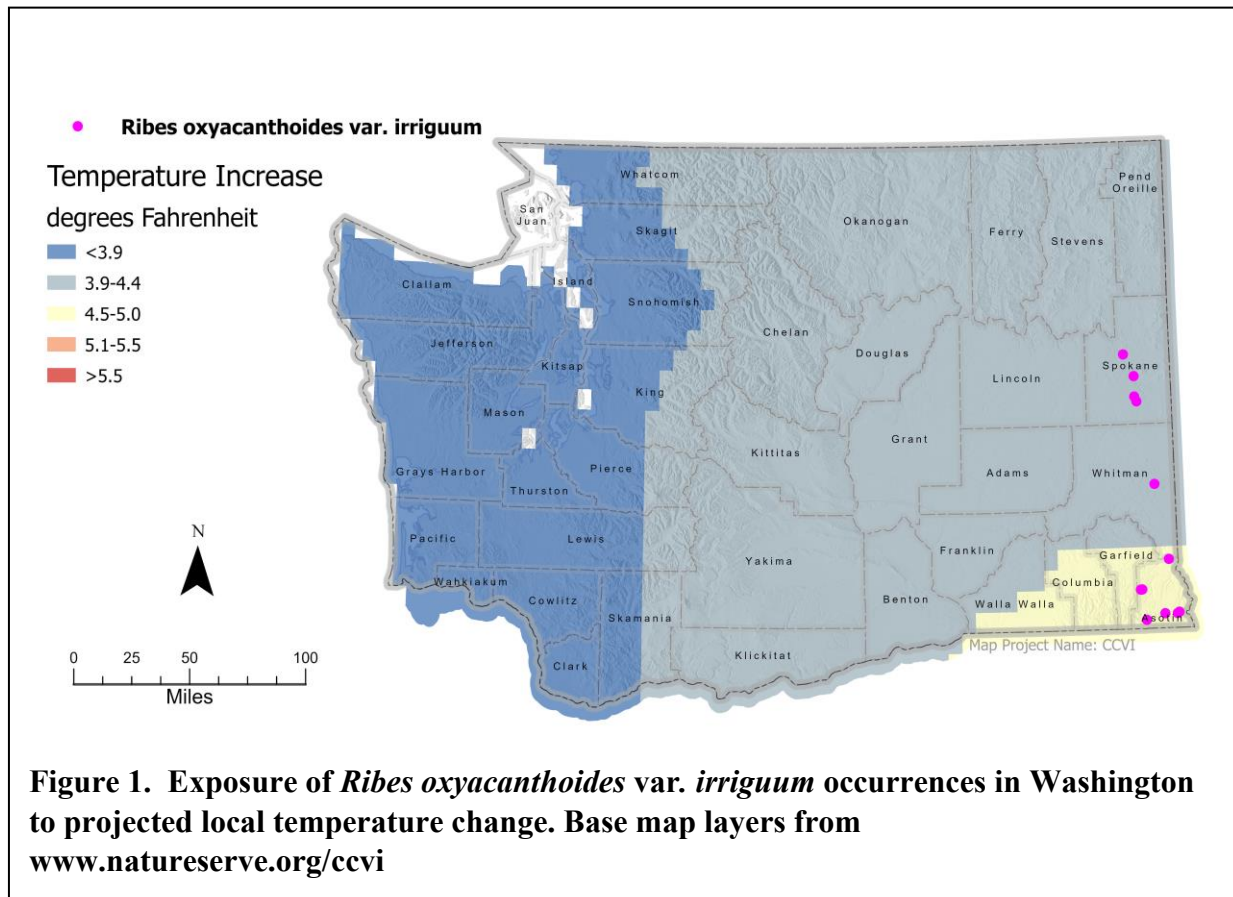 Ribes oxyacanthoides var. irriguum
Temperature Increase
degrees Fahrenheit
<3.9
3.9-4.4
4.5-5.0
5.1-5.5
>5.5
Whatcom
Pend
Oreille
San
Juan
Okanogan
Ferry
Stevens
Skagit
Island
Clallam
Snohomish
Chelan
Jefferson
Douglas
Kitsap
Spokane
Lincoln
King
Mason
Grant
Kittitas
Grays Harbor
Pierce
Adams
Whitman
Thurston
N
Pacific
Lewis
Franklin
Garfield
Yakima
Wahkiakum
Columbia
Cowlitz
Benton
Walla Walla
Skamania
Asotin
Map Project Name: CCVI
Klickitat
Clark
0 25 50 100
Miles
Figure 1. Exposure of Ribes oxyacanthoides var. irriguum occurrences in Washington
to projected local temperature change. Base map layers from
www.natureserve.org/ccvi